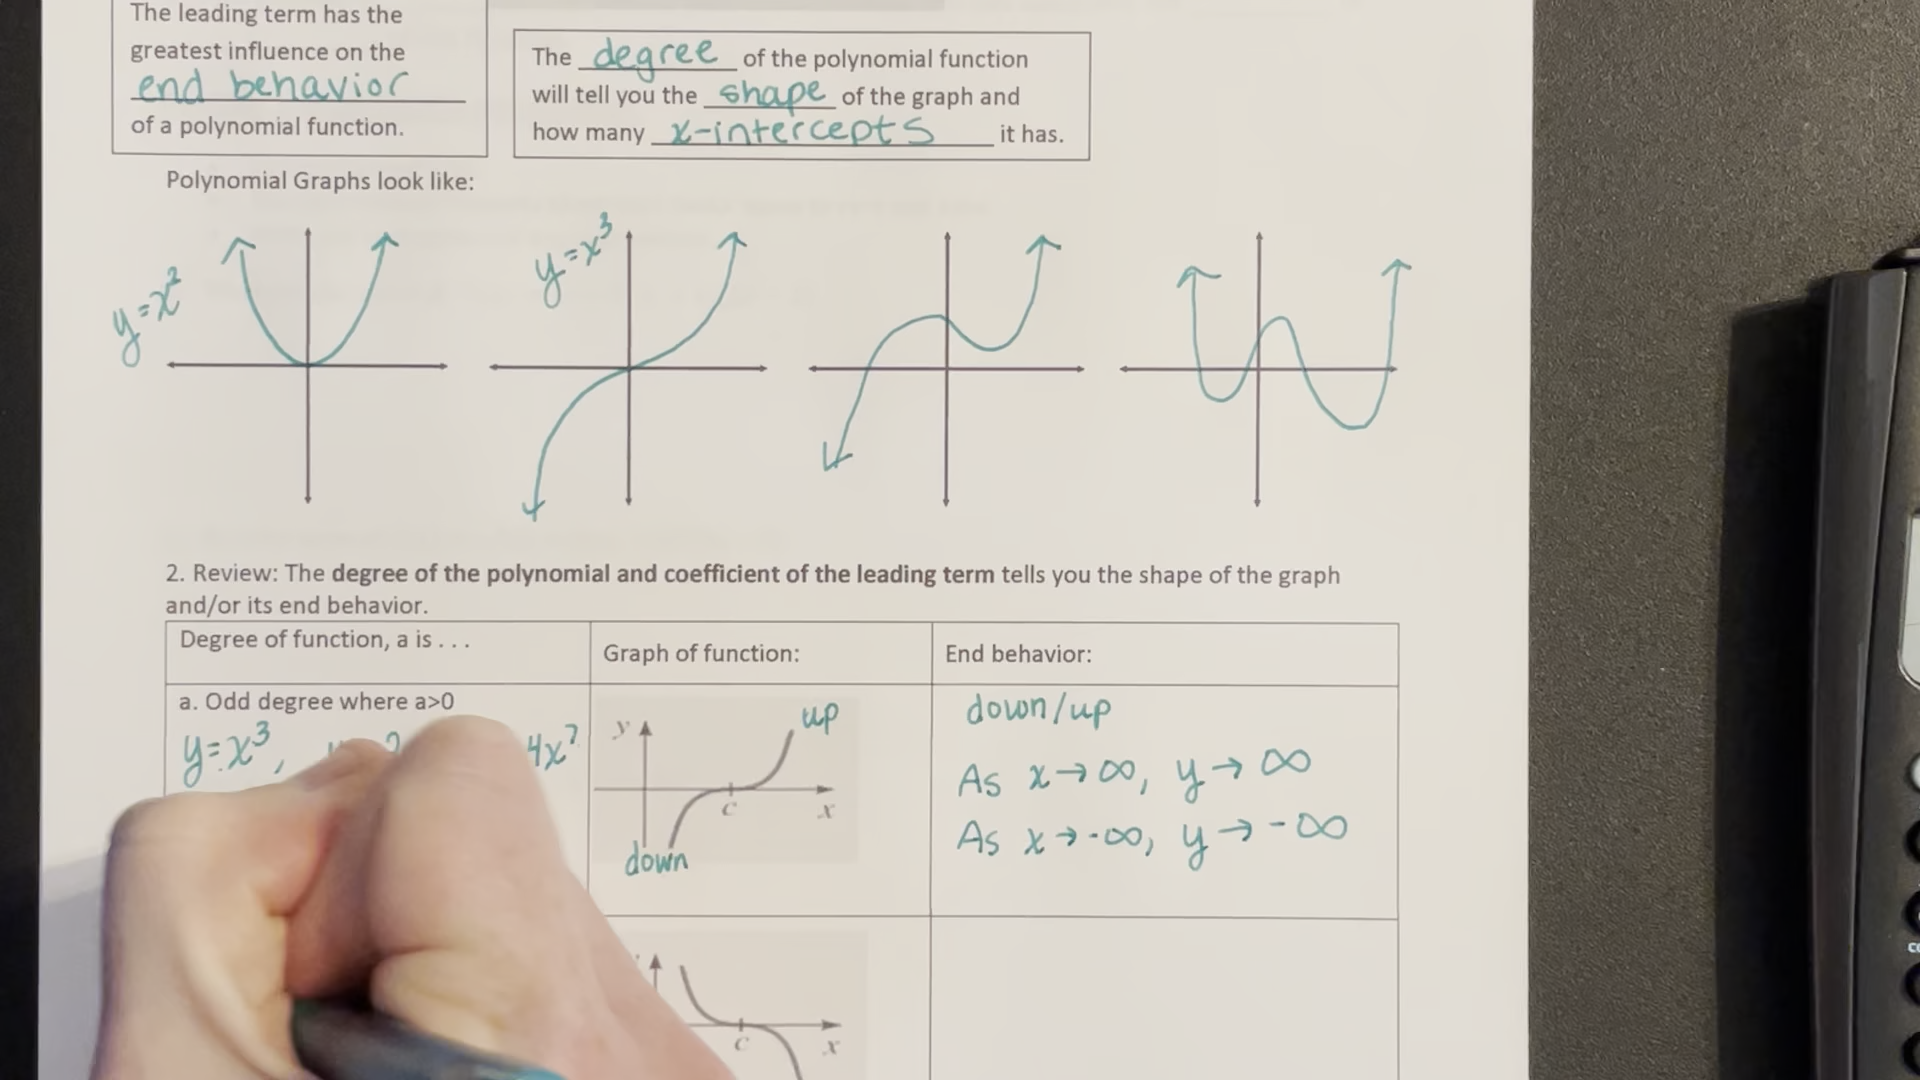 The leading term has the
greatest influence on the
end behavior
of a polynomial function.
The degree of the polynomial function
will tell you the shape of the graph and
how many x-intercepts it has.
Polynomial Graphs look like:
y=x²
y=x³
2. Review: The degree of the polynomial and coefficient of the leading term tells you the shape of the graph
and/or its end behavior.
Degree of function, a is . . .
Graph of function:
End behavior:
a. Odd degree where a>0
y=x³,
4x⁷
y
up
c
x
down
down/up
As x→∞, y→∞
As x→-∞, y→-∞
c
x